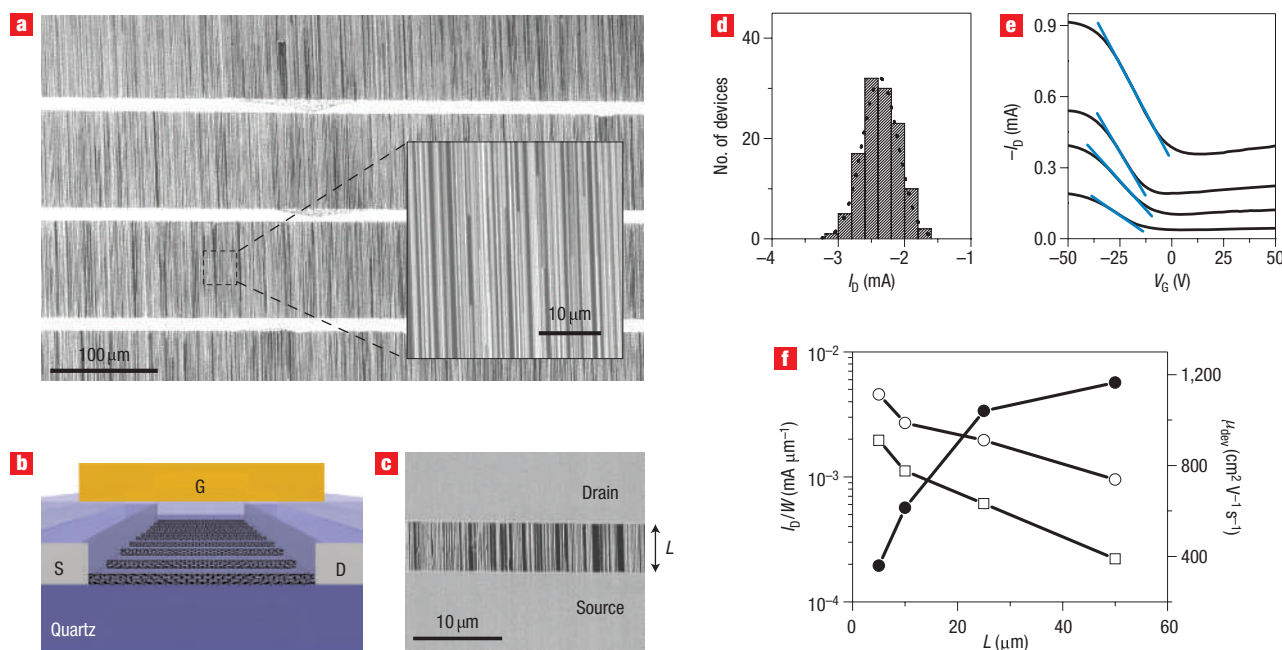 a
100 μm
10 μm
b
G
S
D
Quartz
c
Drain
L
Source
10 μm
d
No. of devices
40
20
0
–4
–3
–2
–1
I_D (mA)
e
–I_D (mA)
0.9
0.6
0.3
0.0
–50
–25
0
25
50
V_G (V)
f
I_D/W (mA μm⁻¹)
10⁻²
10⁻³
10⁻⁴
0
20
40
60
L (μm)
1,200
800
400
μ_dev (cm² V⁻¹ s⁻¹)